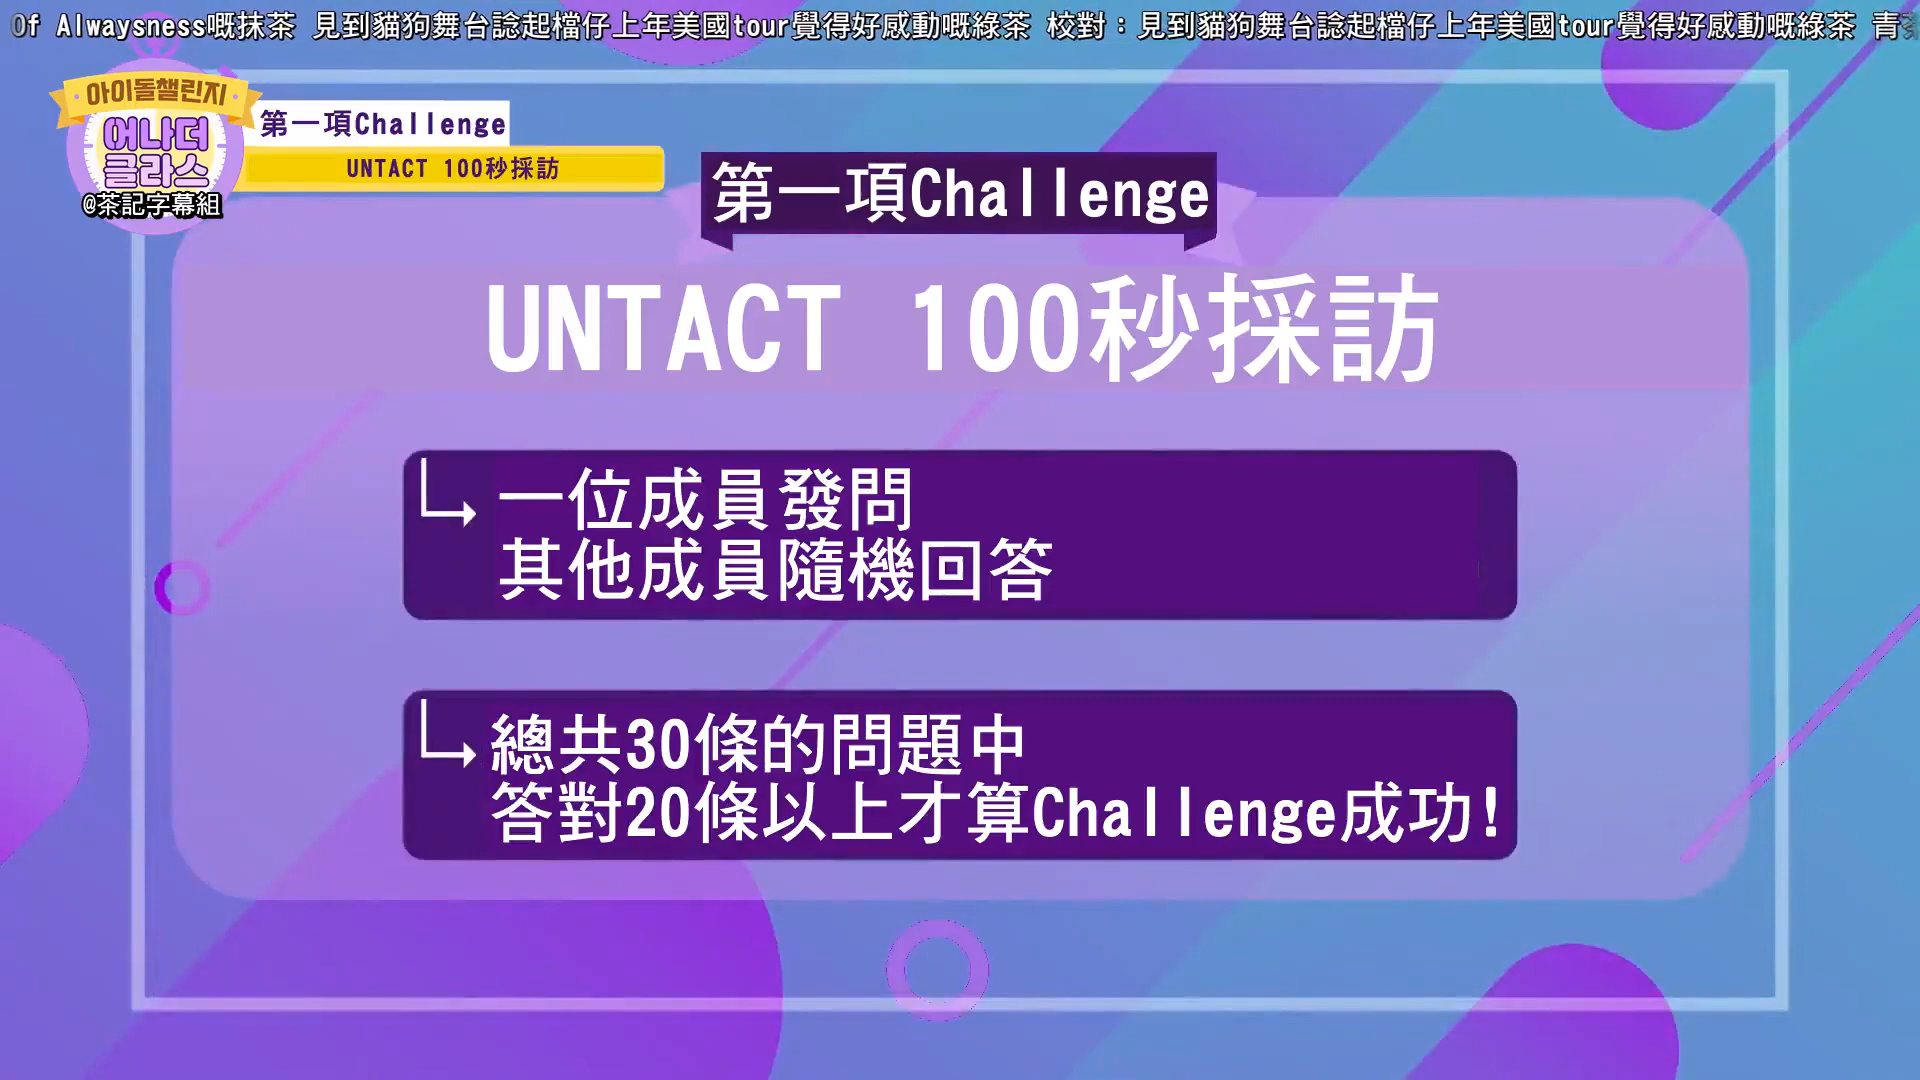 Of Alwaysness嘅抹茶 見到貓狗舞台諗起檔仔上年美國tour覺得好感動嘅綠茶 校對：見到貓狗舞台諗起檔仔上年美國tour覺得好感動嘅綠茶 青
아이돌챌린지
어나더
클라스
@茶記字幕組
第一項Challenge
UNTACT 100秒採訪
第一項Challenge
UNTACT 100秒採訪
一位成員發問
其他成員隨機回答
總共30條的問題中
答對20條以上才算Challenge成功!